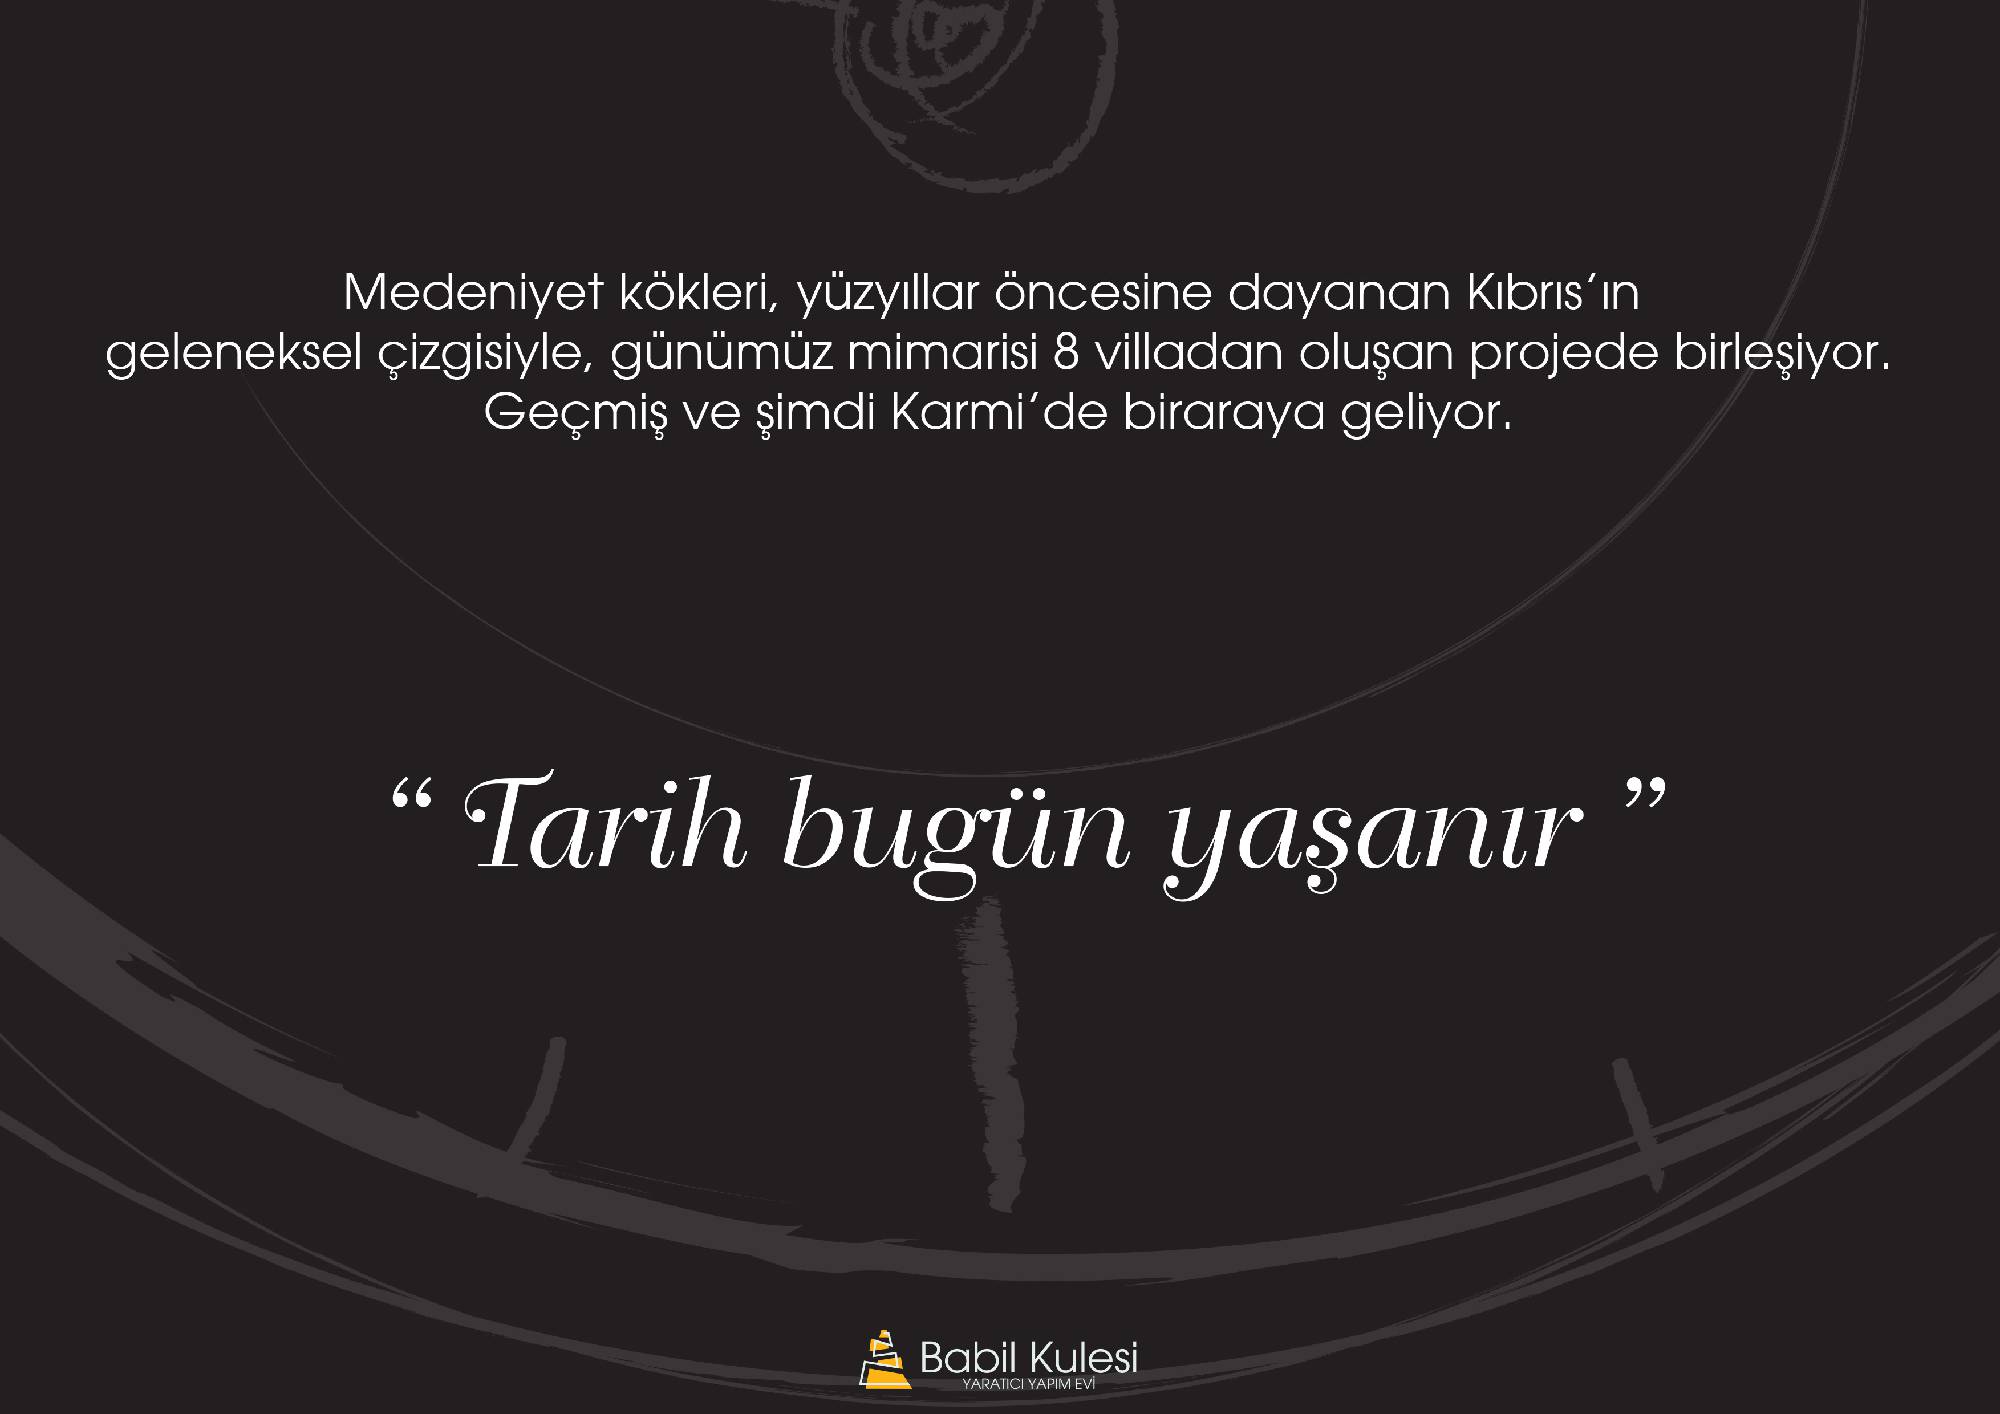 Medeniyet kökleri, yüzyıllar öncesine dayanan Kıbrıs’ın
geleneksel çizgisiyle, günümüz mimarisi 8 villadan oluşan projede birleşiyor.
Geçmiş ve şimdi Karmi’de biraraya geliyor.
“ Tarih bugün yaşanır ”
Babil Kulesi
YARATICI YAPIM EVİ